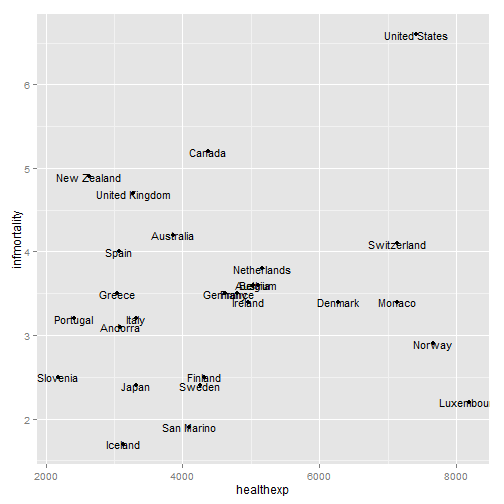 United States
6
Canada
5
New Zealand
United Kingdom
Australia
Switzerland
4
Spain
Netherlands
Belgium
Greece
Germany
France
Ireland
Denmark
Monaco
Portugal
Italy
Andorra
3
Norway
Slovenia
Finland
Japan
Sweden
Luxembou
2
San Marino
Iceland
2000
4000
6000
8000
healthexp
infmortality